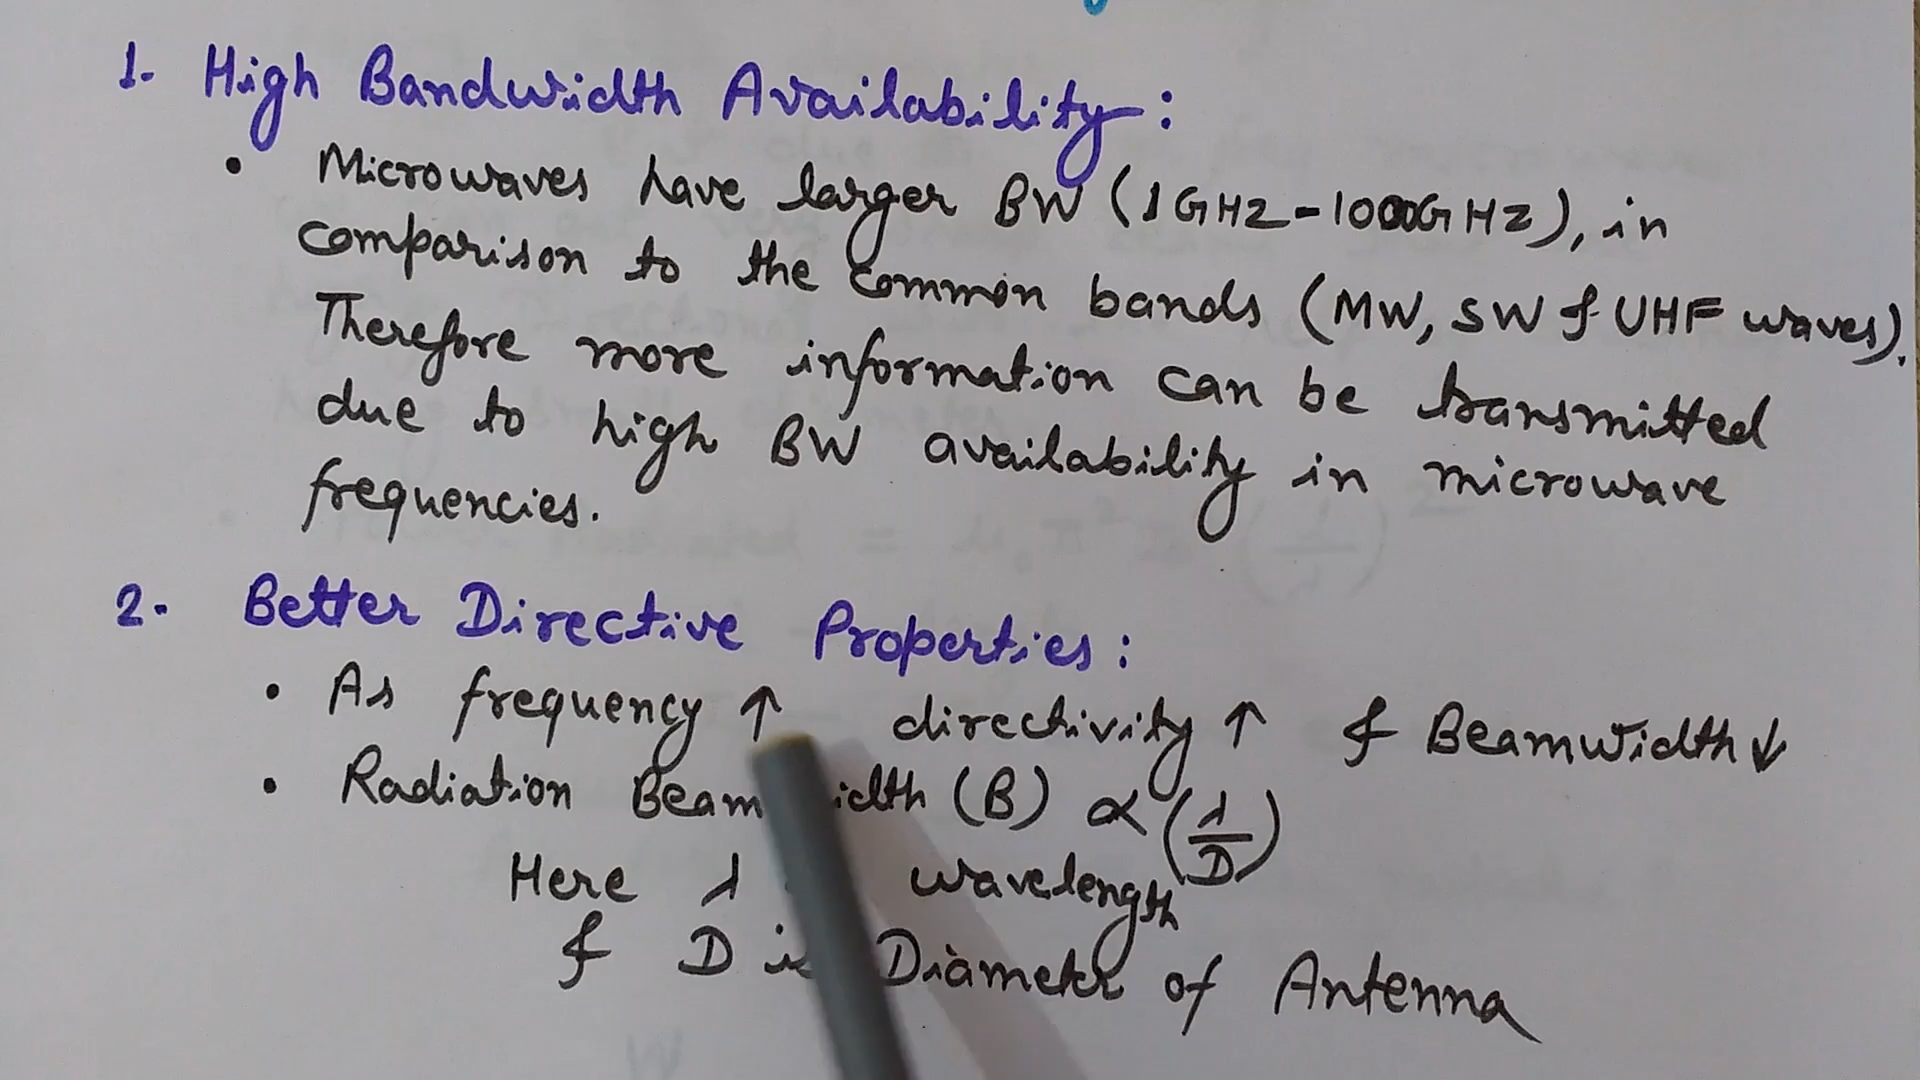 1. High Bandwidth Availability:
• Microwaves have larger BW (1GHZ-1000GHZ), in
comparison to the common bands (MW, SW & UHF waves).
Therefore more information can be transmitted
due to high BW availability in microwave
frequencies.
2. Better Directive Properties:
• As frequency ↑ directivity ↑ & Beamwidth ↓
• Radiation Beam idth (B) ∝ (λ/D)
Here λ wavelength
& D is Diameter of Antenna